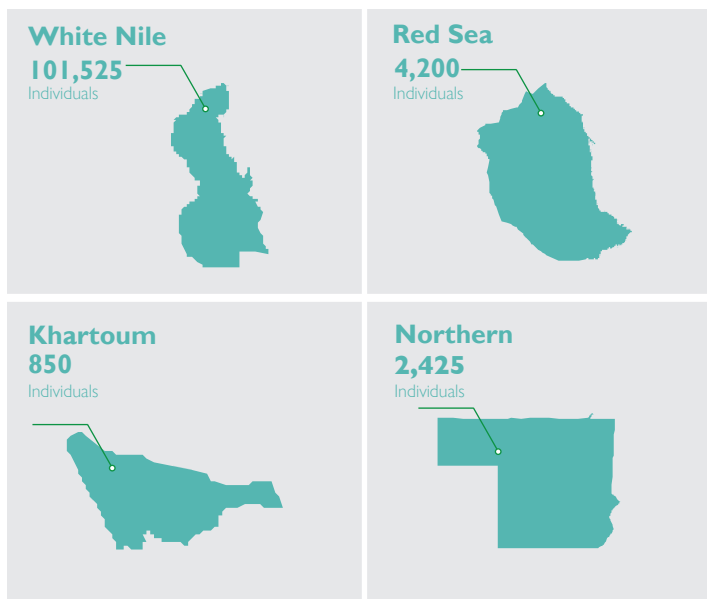 White Nile
101,525
Individuals
Red Sea
4,200
Individuals
Khartoum
850
Individuals
Northern
2,425
Individuals